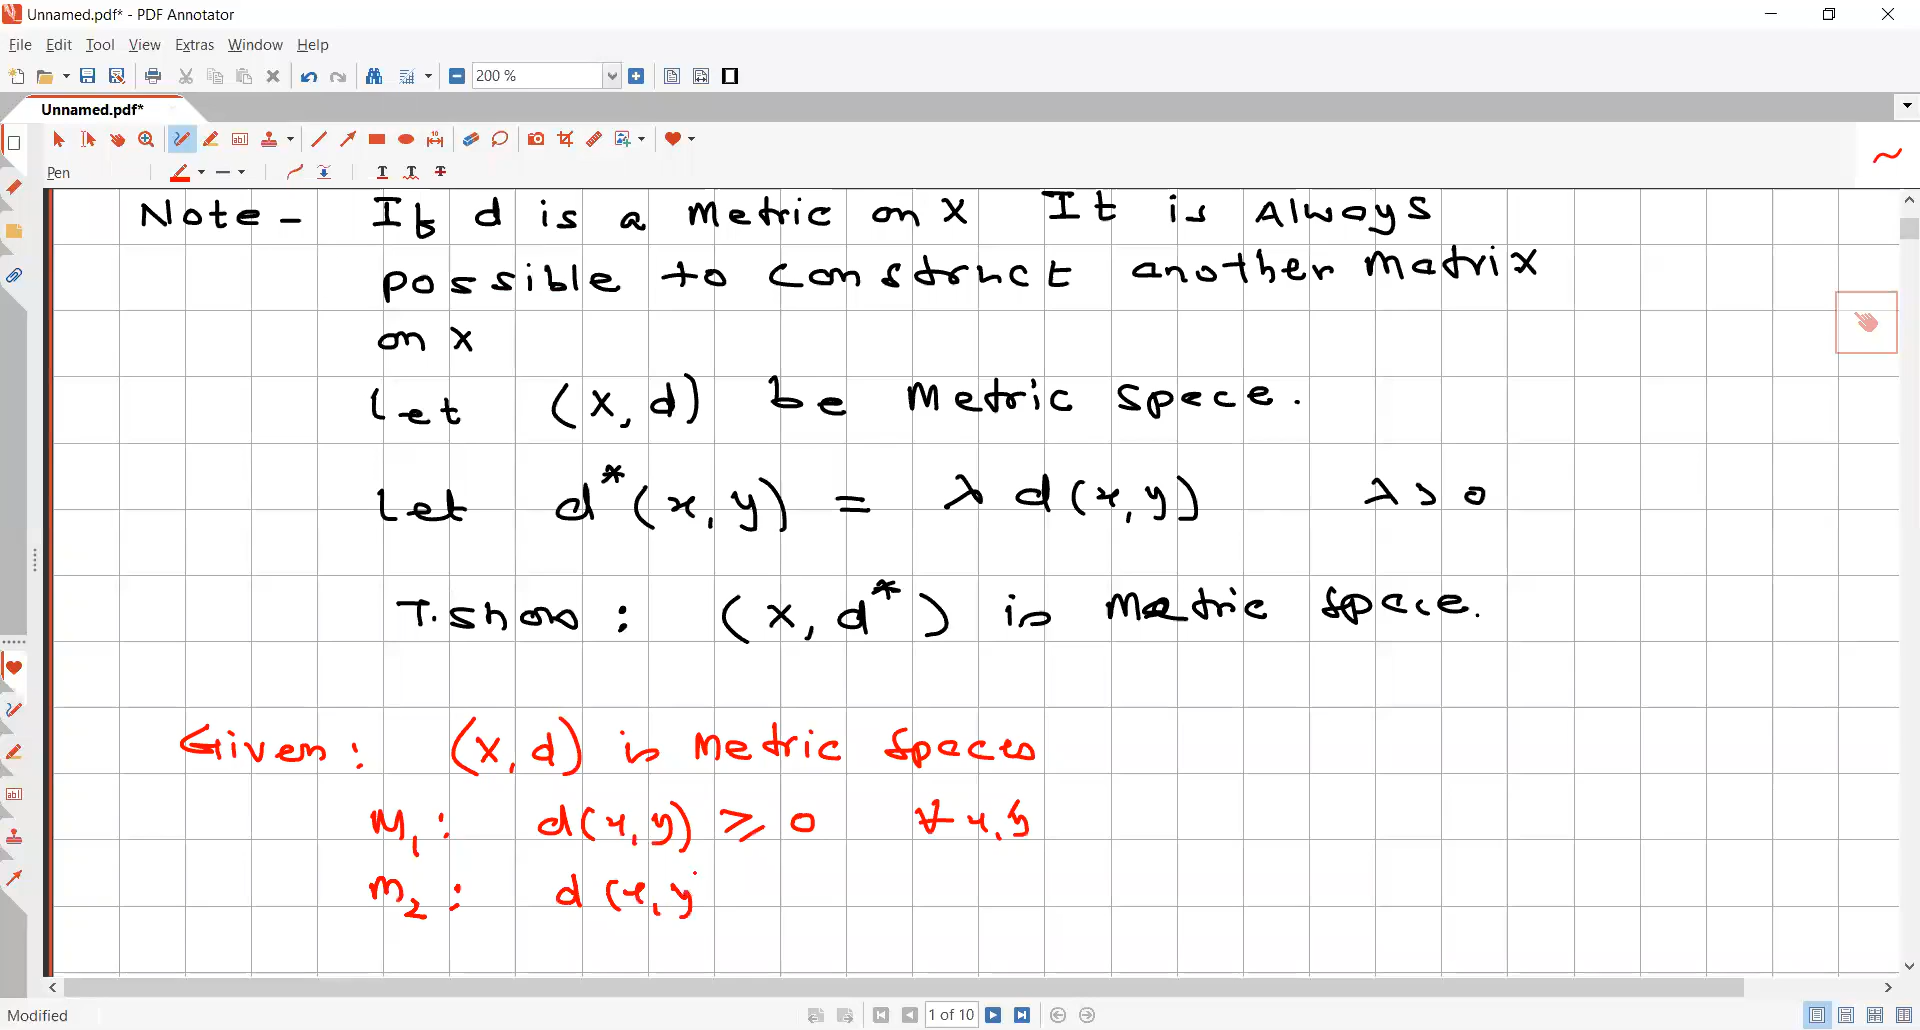 Unnamed.pdf* - PDF Annotator
File Edit Tool View Extras Window Help
200 %
Unnamed.pdf*
Pen
Note - If d is a Metric on X It is Always
possible to construct another Matrix
on X
Let (X, d) be Metric Space.
Let d*(x, y) = λ d(x, y) λ > 0
T. show : (X, d*) is Metric space.
Given : (X, d) is Metric Spaces
M₁ : d(x, y) ≥ 0 ∀ x, y
M₂ : d(x, y
Modified
1 of 10